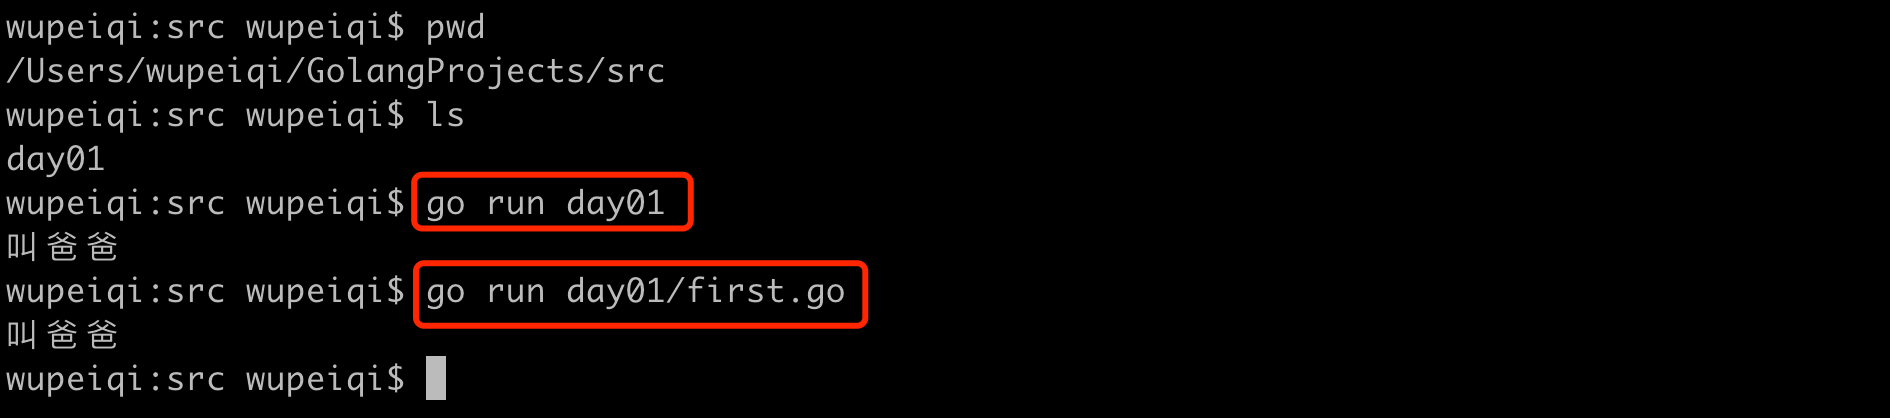 wupeiqi:src wupeiqi$ pwd
/Users/wupeiqi/GolangProjects/src
wupeiqi:src wupeiqi$ ls
day01
wupeiqi:src wupeiqi$ go run day01
叫爸爸
wupeiqi:src wupeiqi$ go run day01/first.go
叫爸爸
wupeiqi:src wupeiqi$